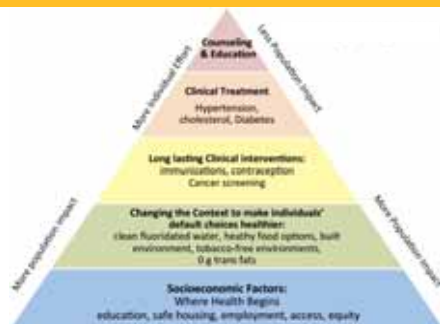 Counseling
& Education
More Individual Effort
Less Population Impact
Clinical Treatment
Hypertension,
cholesterol, Diabetes
Long lasting Clinical interventions:
immunizations, contraception
Cancer screening
More population impact
More Population Impact
Changing the Context to make individuals'
default choices healthier:
clean fluoridated water, heathy food options, built
environment, tobacco-free environments,
0 g trans fats
Socioeconomic Factors:
Where Health Begins
education, safe housing, employment, access, equity